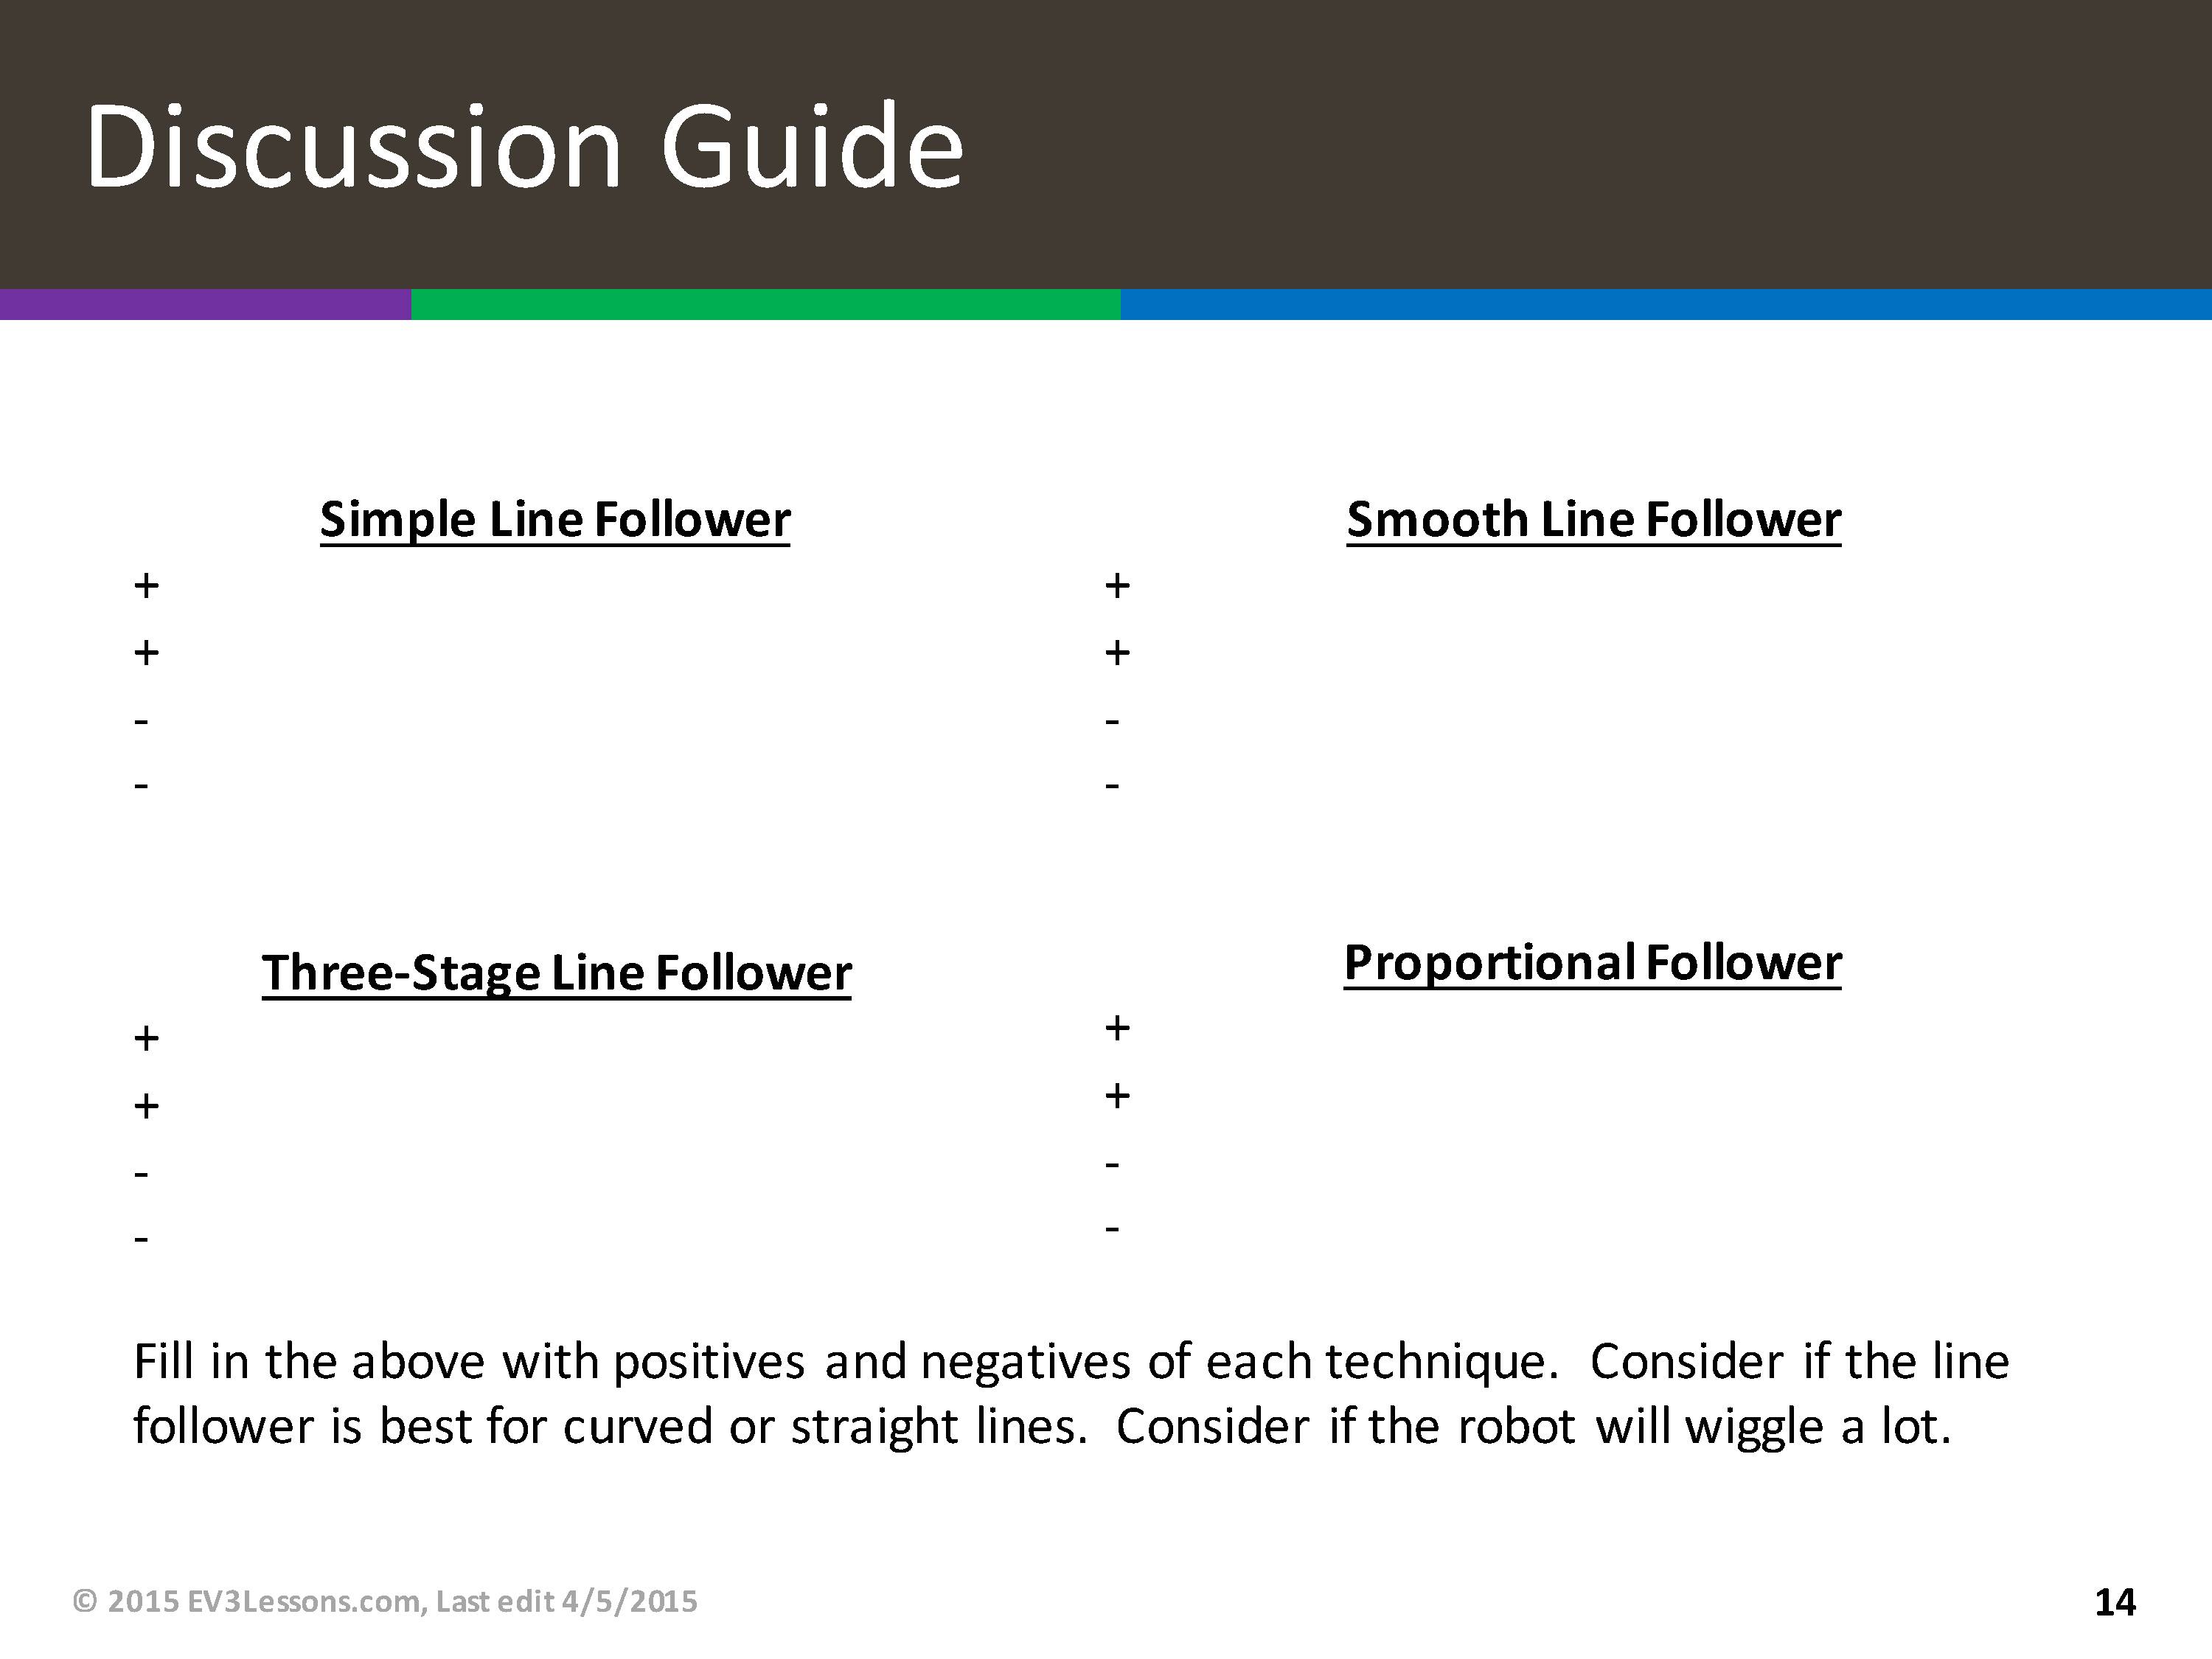 Discussion Guide
Simple Line Follower
+
+
-
-
Smooth Line Follower
+
+
-
-
Three-Stage Line Follower
+
+
-
-
Proportional Follower
+
+
-
-
Fill in the above with positives and negatives of each technique. Consider if the line
follower is best for curved or straight lines. Consider if the robot will wiggle a lot.
© 2015 EV3Lessons.com, Last edit 4/5/2015
14